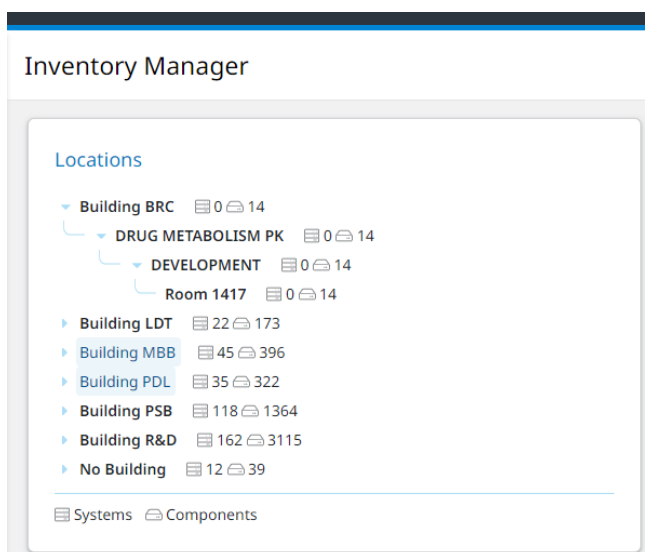 Inventory Manager
Locations
Building BRC 0 14
DRUG METABOLISM PK 0 14
DEVELOPMENT 0 14
Room 1417 0 14
Building LDT 22 173
Building MBB 45 396
Building PDL 35 322
Building PSB 118 1364
Building R&D 162 3115
No Building 12 39
Systems Components